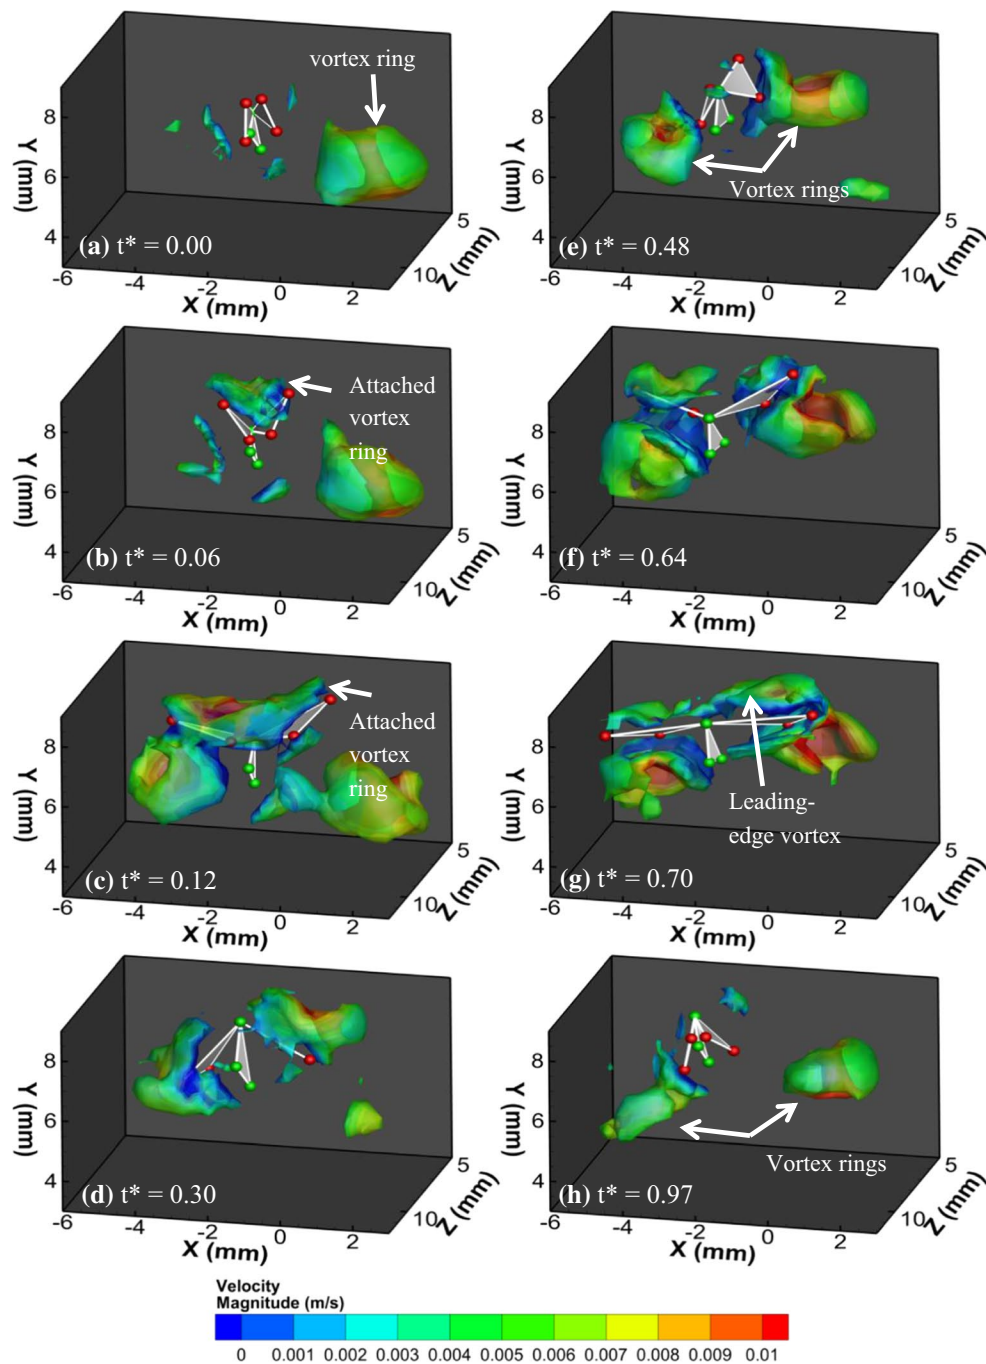 vortex ring
8
6
4
Y (mm)
(a) t* = 0.00
-6
-4
-2
0
2
X (mm)
5
10
Z (mm)
8
6
4
Y (mm)
Vortex rings
(e) t* = 0.48
-6
-4
-2
0
2
X (mm)
5
10
Z (mm)
Attached
vortex
ring
8
6
4
Y (mm)
(b) t* = 0.06
-6
-4
-2
0
2
X (mm)
5
10
Z (mm)
8
6
4
Y (mm)
(f) t* = 0.64
-6
-4
-2
0
2
X (mm)
5
10
Z (mm)
Attached
vortex
ring
8
6
4
Y (mm)
(c) t* = 0.12
-6
-4
-2
0
2
X (mm)
5
10
Z (mm)
Leading-
edge vortex
8
6
4
Y (mm)
(g) t* = 0.70
-6
-4
-2
0
2
X (mm)
5
10
Z (mm)
8
6
4
Y (mm)
(d) t* = 0.30
-6
-4
-2
0
2
X (mm)
5
10
Z (mm)
8
6
4
Y (mm)
Vortex rings
(h) t* = 0.97
-6
-4
-2
0
2
X (mm)
5
10
Z (mm)
Velocity
Magnitude (m/s)
0 0.001 0.002 0.003 0.004 0.005 0.006 0.007 0.008 0.009 0.01